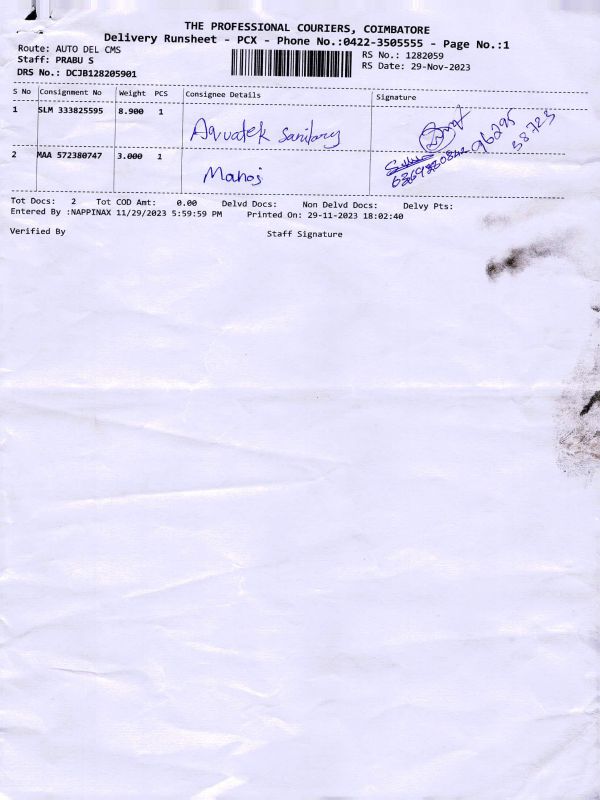 THE PROFESSIONAL COURIERS, COIMBATORE
Delivery Runsheet - PCX - Phone No.:0422-3505555 - Page No.:1
Route: AUTO DEL CMS
Staff: PRABU S
DRS No.: DCJB128205901
RS No.: 1282059
RS Date: 29-Nov-2023
S No Consignment No Weight PCS Consignee Details Signature
1 SLM 333825595 8.900 1 Aquatek sanitary
96295
38723
2 MAA 572380747 3.000 1 Manoj
Tot Docs: 2 Tot COD Amt: 0.00 Delvd Docs: Non Delvd Docs: Delvy Pts:
Entered By :NAPPINAX 11/29/2023 5:59:59 PM Printed On: 29-11-2023 18:02:40
Verified By Staff Signature